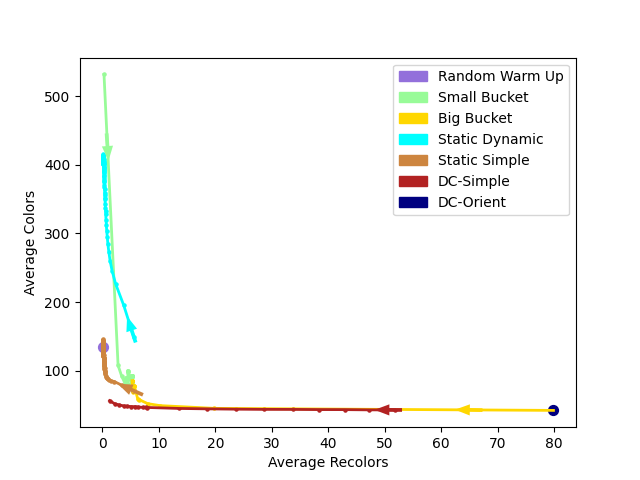 Random Warm Up
Small Bucket
Big Bucket
Static Dynamic
Static Simple
DC-Simple
DC-Orient
500
400
300
200
100
Average Colors
0 10 20 30 40 50 60 70 80
Average Recolors